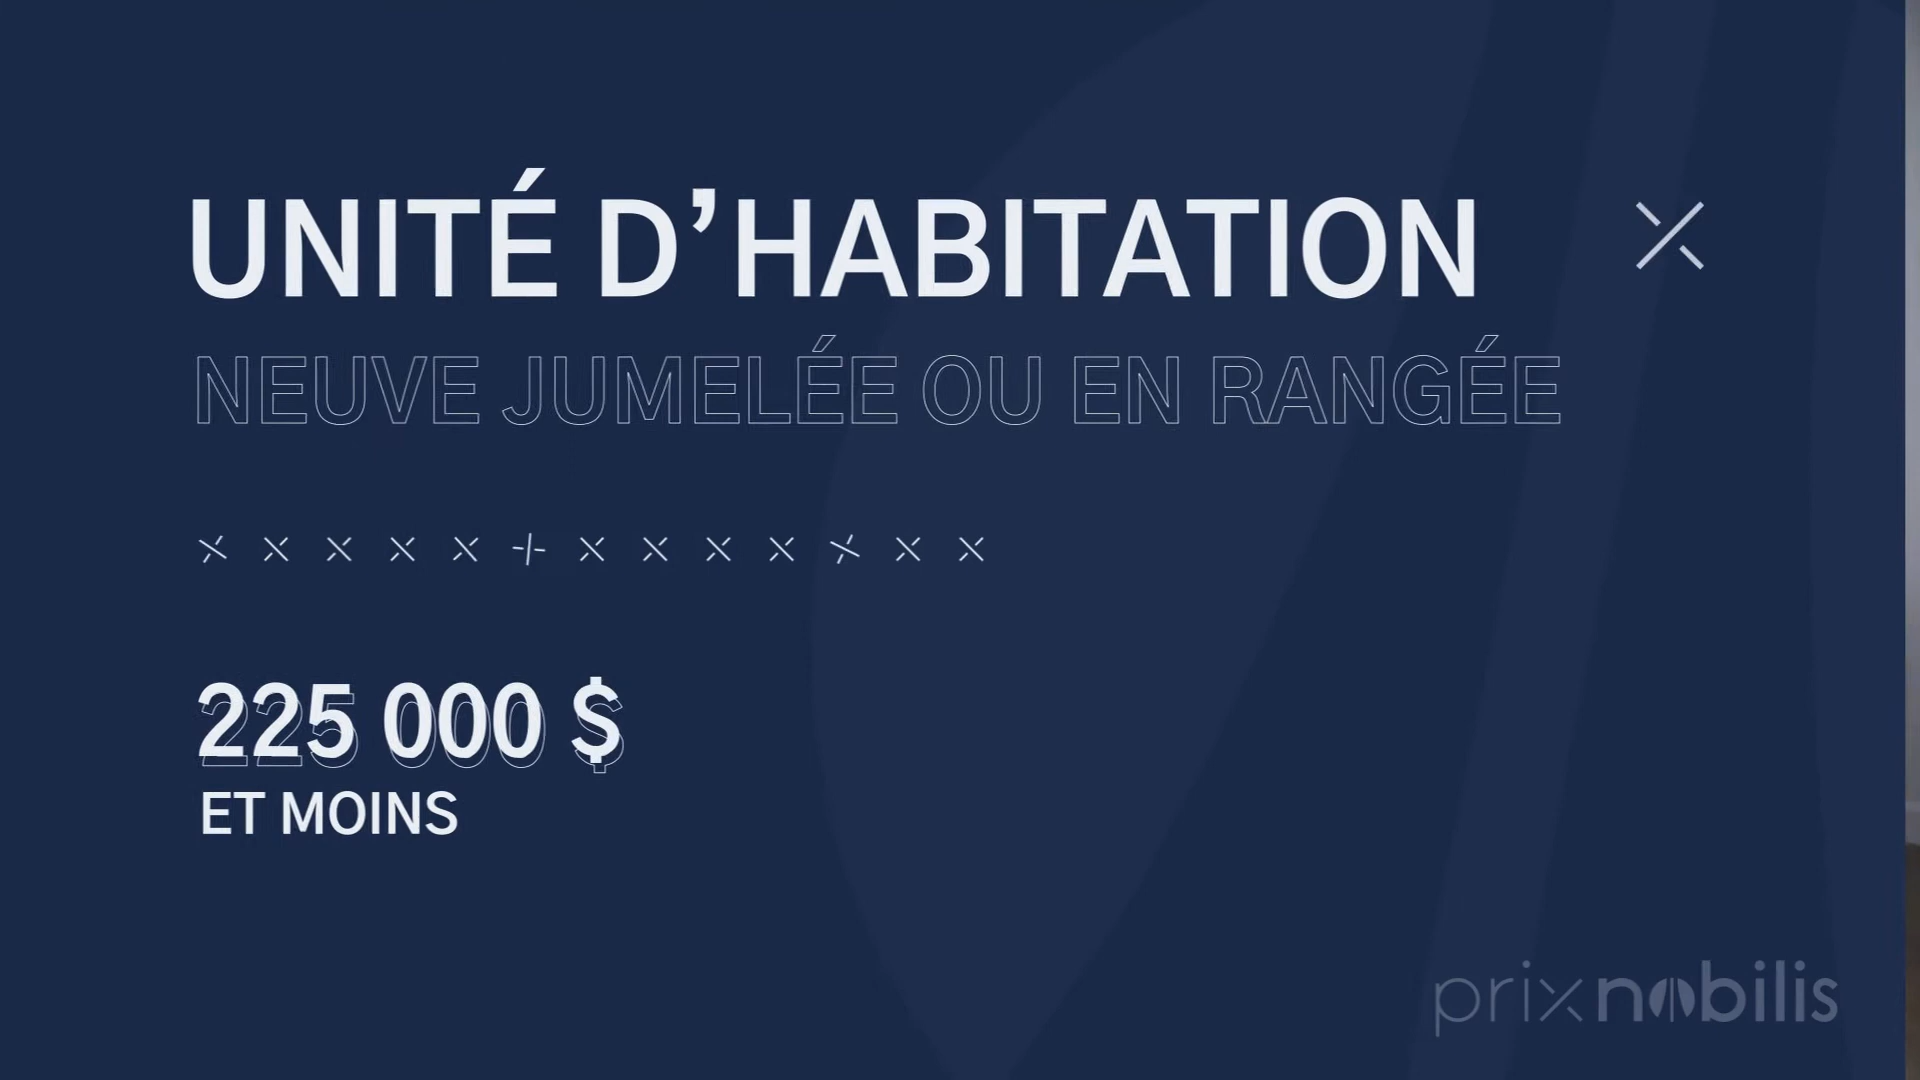 UNITÉ D’HABITATION
NEUVE JUMELÉE OU EN RANGÉE
225 000 $
ET MOINS
prixnobilis